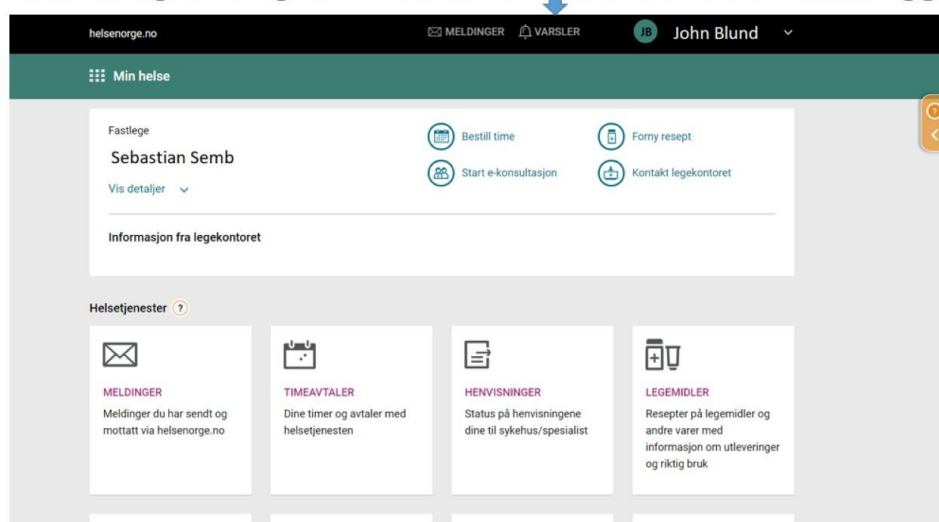 helsenorge.no
MELDINGER
VARSLER
JB
John Blund
Min helse
Fastlege
Sebastian Semb
Vis detaljer
Bestill time
Forny resept
Start e-konsultasjon
Kontakt legekontoret
Informasjon fra legekontoret
Helsetjenester ?
MELDINGER
Meldinger du har sendt og
mottatt via helsenorge.no
TIMEAVTALER
Dine timer og avtaler med
helsetjenesten
HENVISNINGER
Status på henvisningene
dine til sykehus/spesialist
LEGEMIDLER
Resepter på legemidler og
andre varer med
informasjon om utleveringer
og riktig bruk